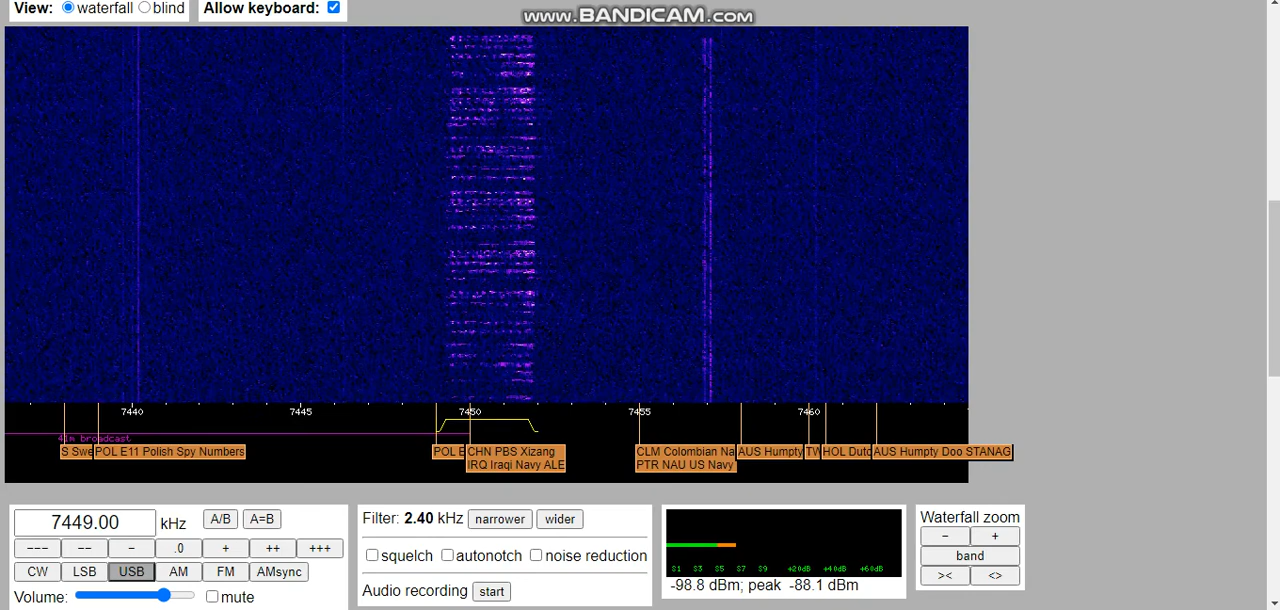 View: waterfall blind Allow keyboard:
www.BANDICAM.com
7440 7445 7450 7455 7460
41m broadcast
S Swe POL E11 Polish Spy Numbers POL E CHN PBS Xizang CLM Colombian Na AUS Humpty TW HOL Dutc AUS Humpty Doo STANAG
IRQ Iraqi Navy ALE PTR NAU US Navy
7449.00 kHz A/B A=B
--- -- - .0 + ++ +++
CW LSB USB AM FM AMsync
Volume: mute
Filter: 2.40 kHz narrower wider
squelch autonotch noise reduction
Audio recording start
S1 S3 S5 S7 S9 +20dB +40dB +60dB
-98.8 dBm; peak -88.1 dBm
Waterfall zoom
- +
band
>< <>